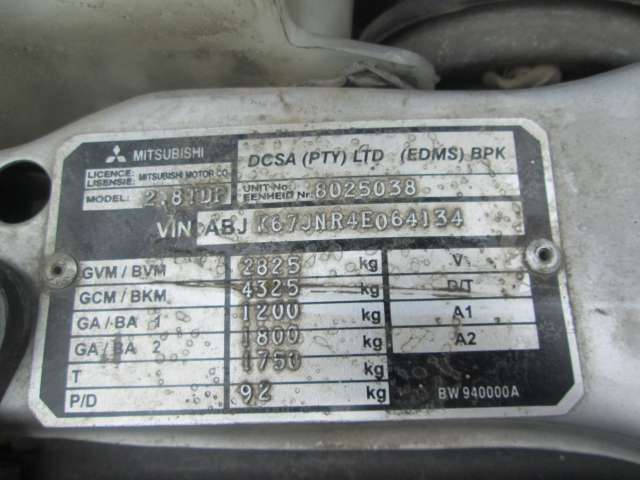 MITSUBISHI DCSA (PTY) LTD (EDMS) BPK
LICENCE: MITSUBISHI MOTOR CO.
LISENSIE:
MODEL: 2.8TDI UNIT No. EENHEID Nr. 8025038
VIN ABJ K67JNR4E064134
GVM / BVM 2825 kg V
GCM / BKM 4325 kg D/T
GA / BA 1 1200 kg A1
GA / BA 2 1800 kg A2
T 1750 kg
P/D 92 kg BW 940000A